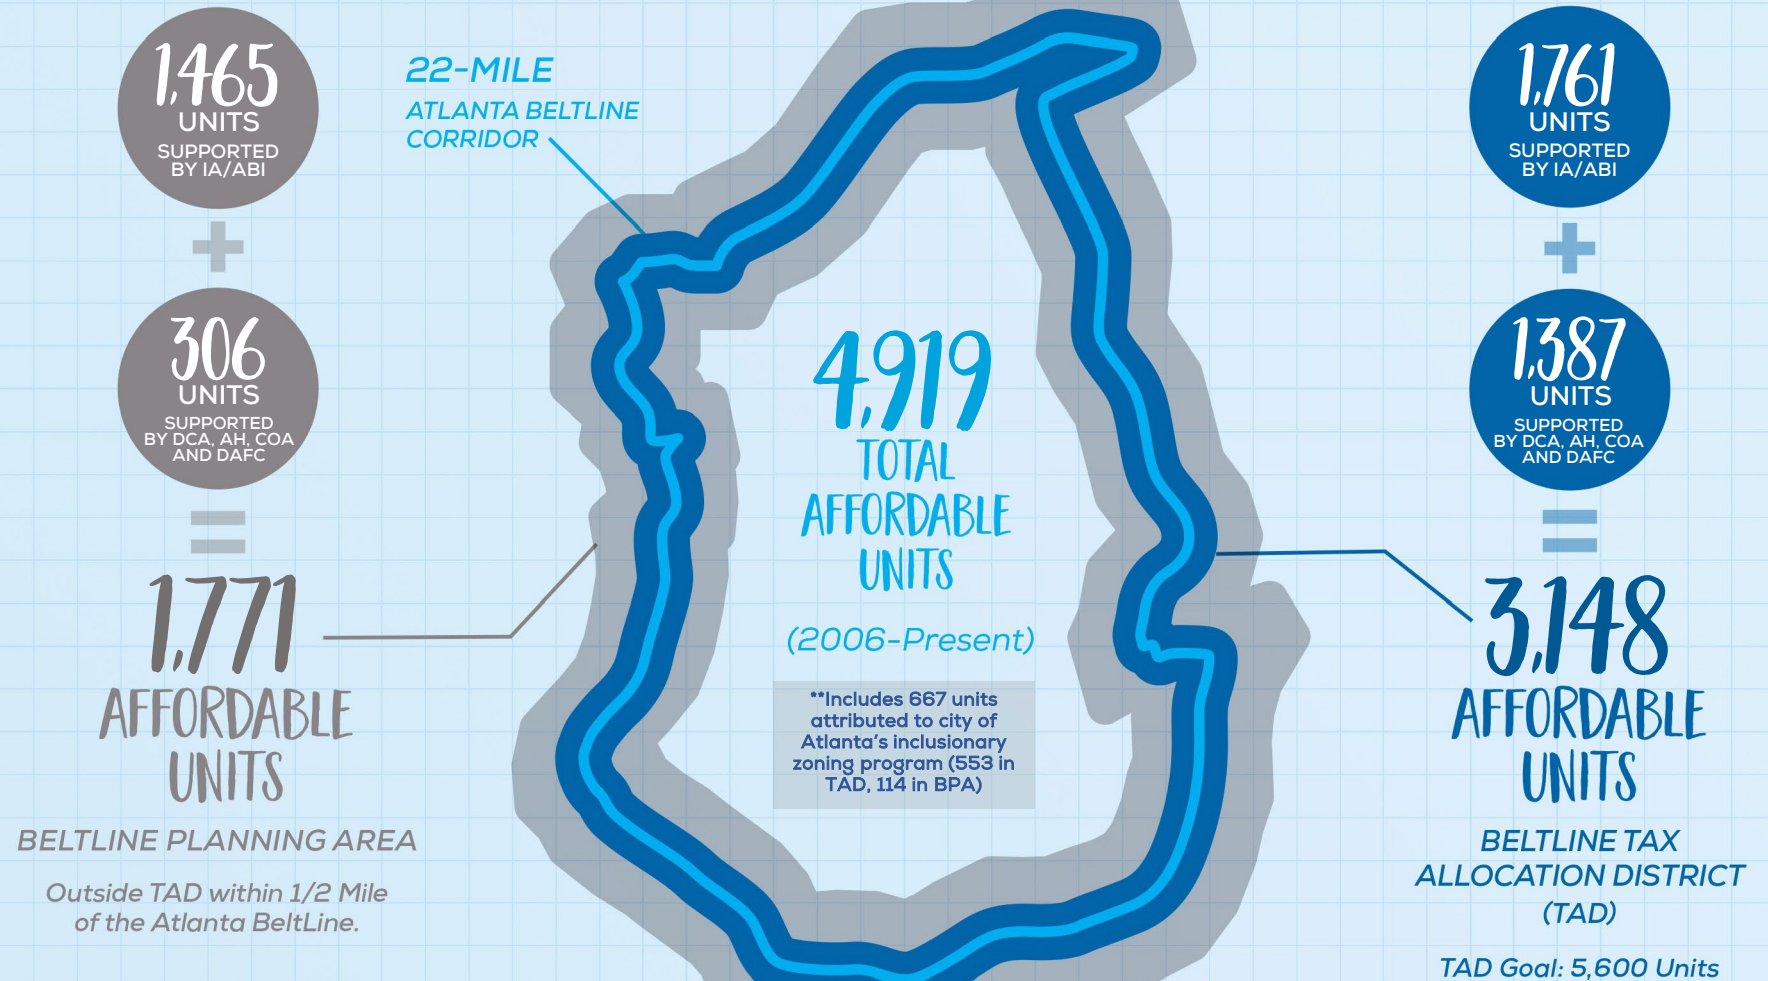 1,465
UNITS
SUPPORTED
BY IA/ABI
+
306
UNITS
SUPPORTED
BY DCA, AH, COA
AND DAFC
=
1,771
AFFORDABLE
UNITS
BELTLINE PLANNING AREA
Outside TAD within 1/2 Mile
of the Atlanta BeltLine.
22-MILE
ATLANTA BELTLINE
CORRIDOR
4,919
TOTAL
AFFORDABLE
UNITS
(2006-Present)
**Includes 667 units
attributed to city of
Atlanta's inclusionary
zoning program (553 in
TAD, 114 in BPA)
1,761
UNITS
SUPPORTED
BY IA/ABI
+
1,387
UNITS
SUPPORTED
BY DCA, AH, COA
AND DAFC
=
3,148
AFFORDABLE
UNITS
BELTLINE TAX
ALLOCATION DISTRICT
(TAD)
TAD Goal: 5,600 Units